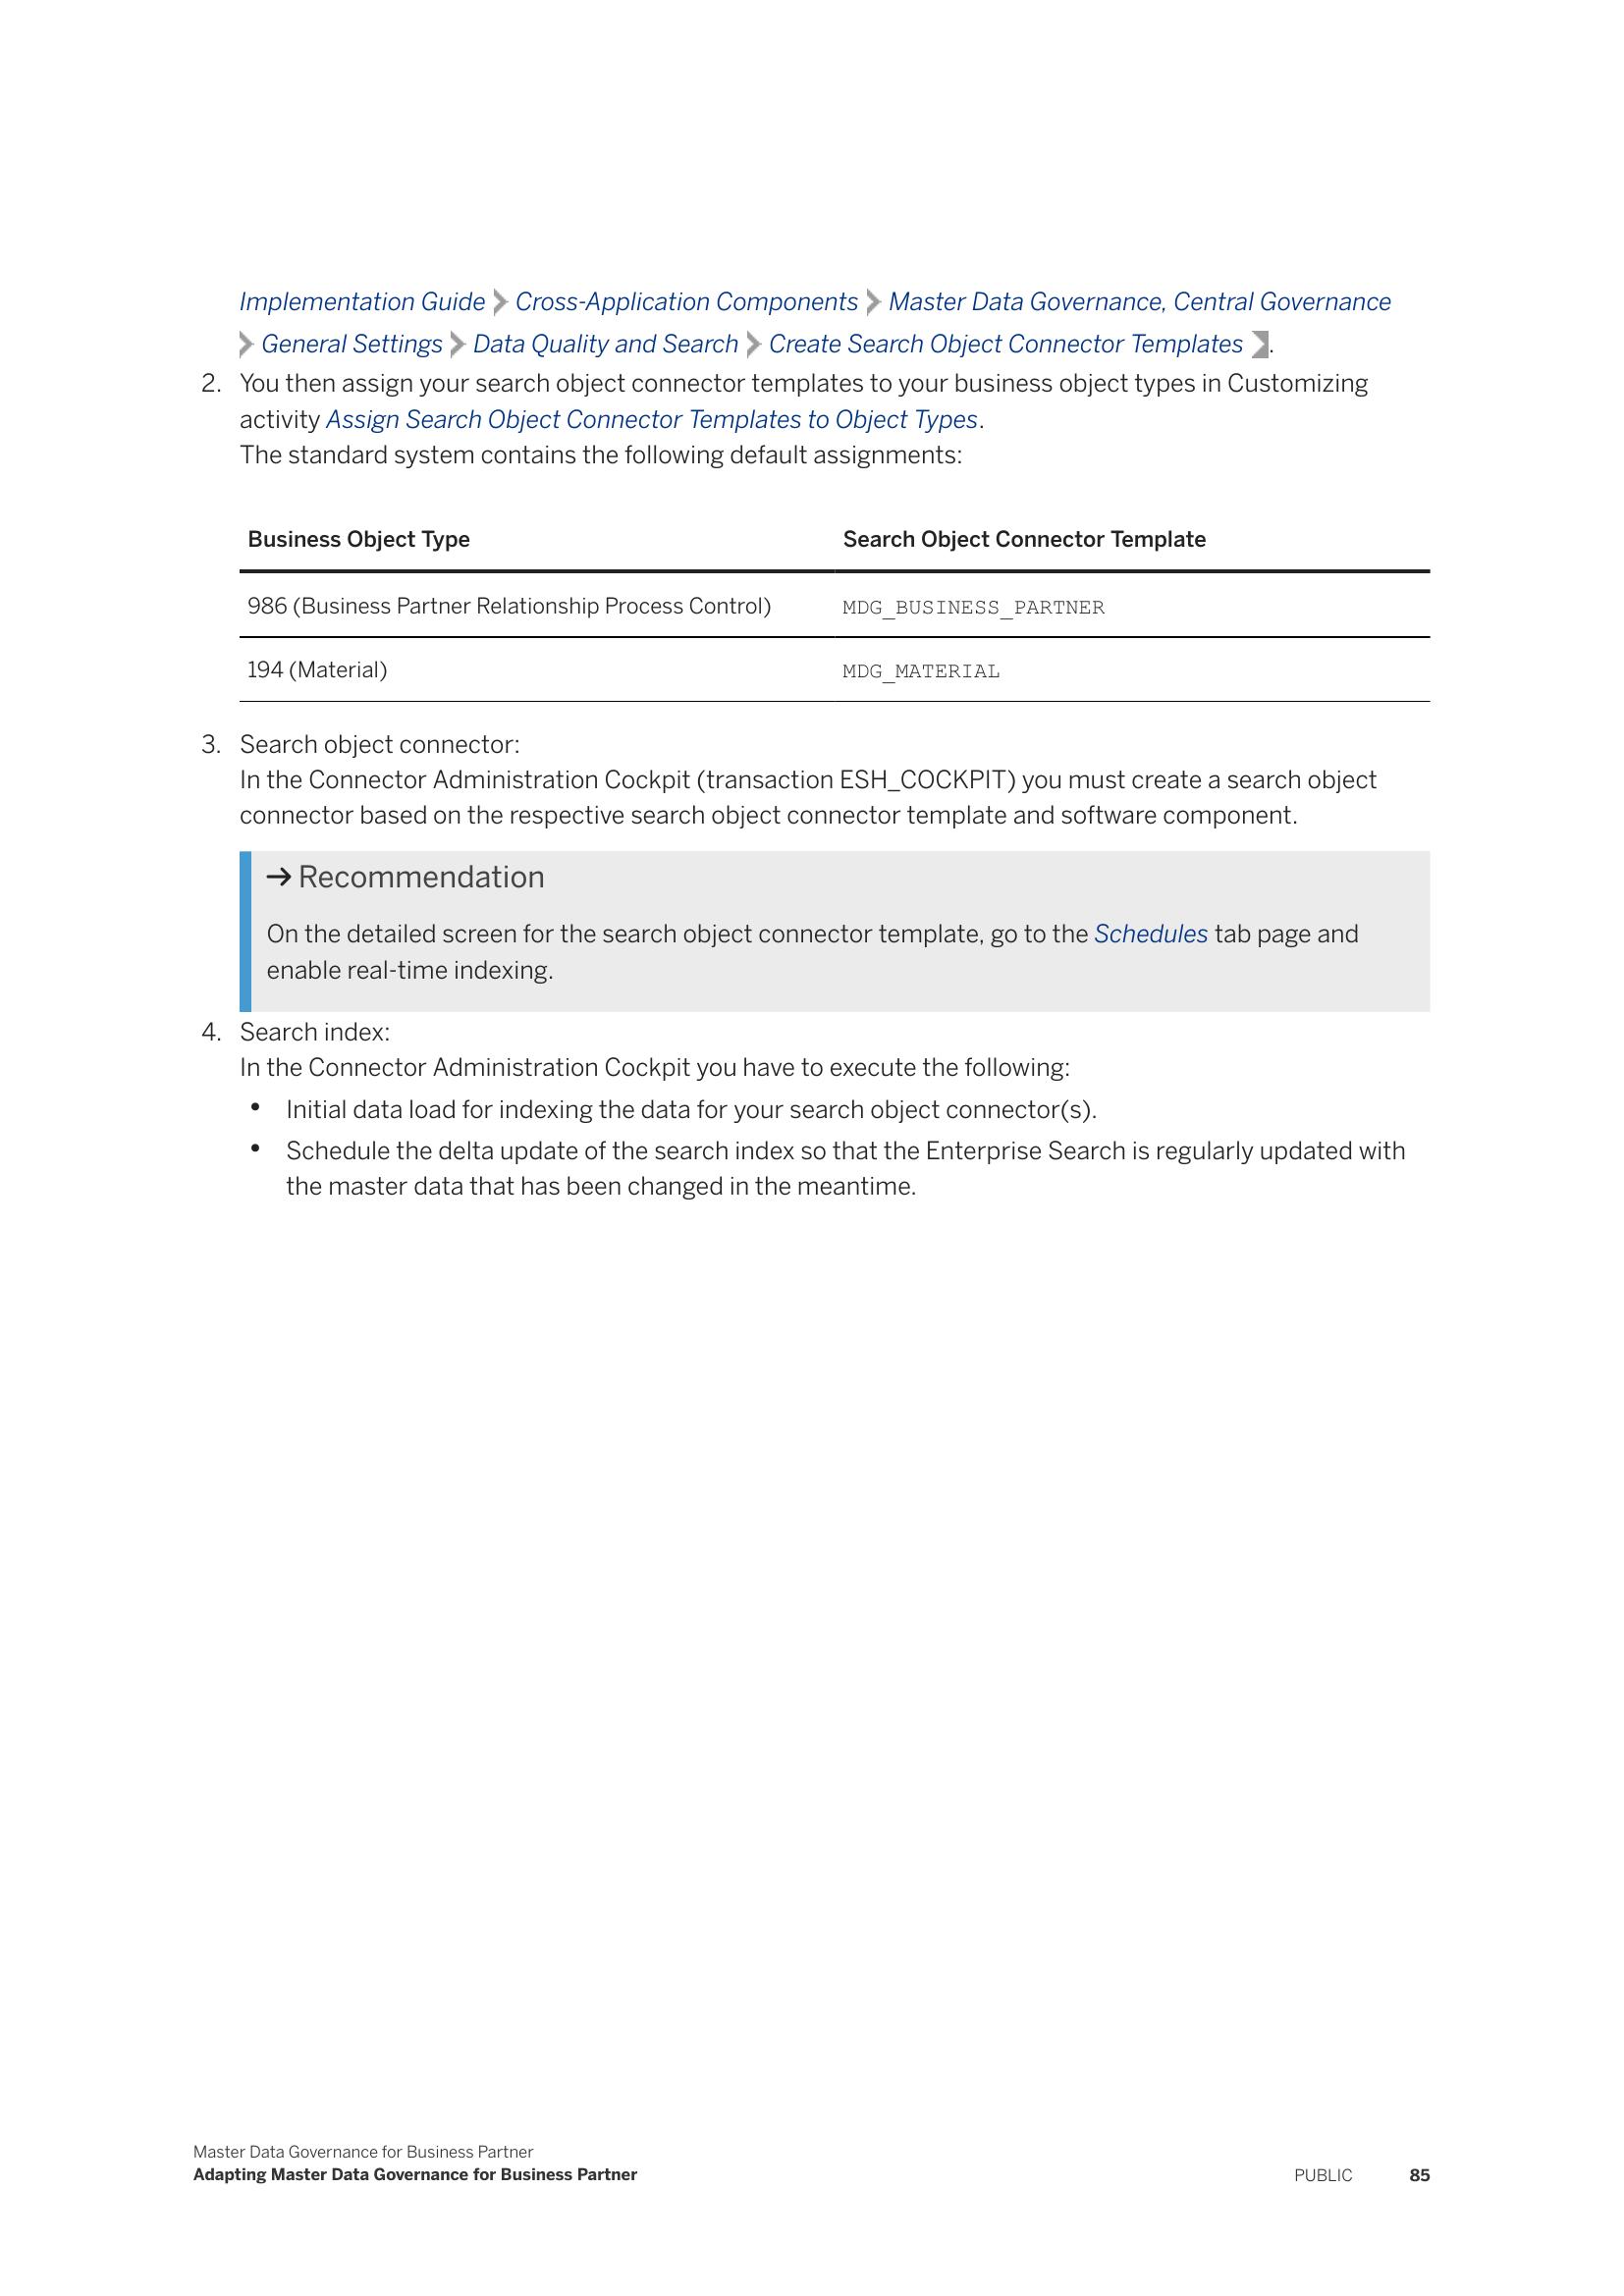 Implementation Guide > Cross-Application Components > Master Data Governance, Central Governance
> General Settings > Data Quality and Search > Create Search Object Connector Templates .
2. You then assign your search object connector templates to your business object types in Customizing
activity Assign Search Object Connector Templates to Object Types.
The standard system contains the following default assignments:
Business Object Type Search Object Connector Template
986 (Business Partner Relationship Process Control) MDG_BUSINESS_PARTNER
194 (Material) MDG_MATERIAL
3. Search object connector:
In the Connector Administration Cockpit (transaction ESH_COCKPIT) you must create a search object
connector based on the respective search object connector template and software component.
→ Recommendation
On the detailed screen for the search object connector template, go to the Schedules tab page and
enable real-time indexing.
4. Search index:
In the Connector Administration Cockpit you have to execute the following:
• Initial data load for indexing the data for your search object connector(s).
• Schedule the delta update of the search index so that the Enterprise Search is regularly updated with
the master data that has been changed in the meantime.
Master Data Governance for Business Partner
Adapting Master Data Governance for Business Partner PUBLIC 85